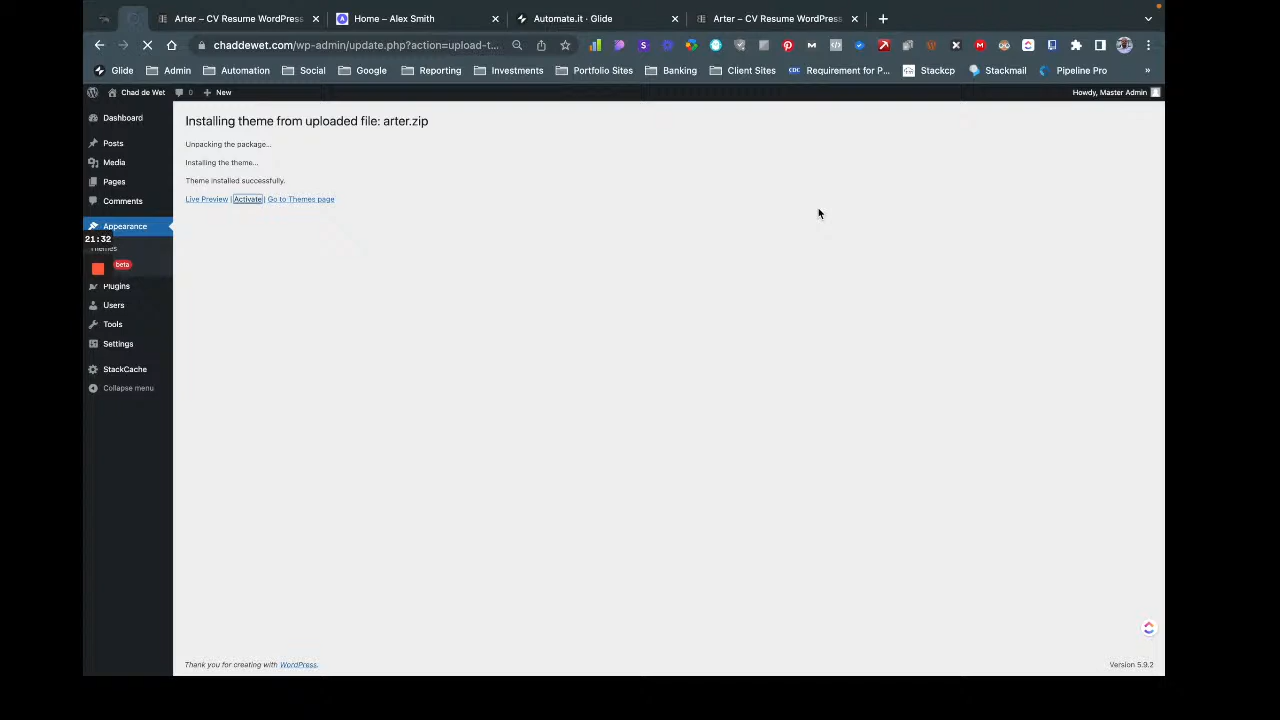 Arter – CV Resume WordPress
Home – Alex Smith
Automate.it · Glide
Arter – CV Resume WordPress
chaddewet.com/wp-admin/update.php?action=upload-t...
Glide
Admin
Automation
Social
Google
Reporting
Investments
Portfolio Sites
Banking
Client Sites
CDC
Requirement for P...
Stackcp
Stackmail
Pipeline Pro
»
Chad de Wet
0
New
Howdy, Master Admin
Dashboard
Posts
Media
Pages
Comments
Appearance
21:32
Themes
beta
Plugins
Users
Tools
Settings
StackCache
Collapse menu
Installing theme from uploaded file: arter.zip
Unpacking the package...
Installing the theme...
Theme installed successfully.
Live Preview | Activate | Go to Themes page
Thank you for creating with WordPress.
Version 5.9.2